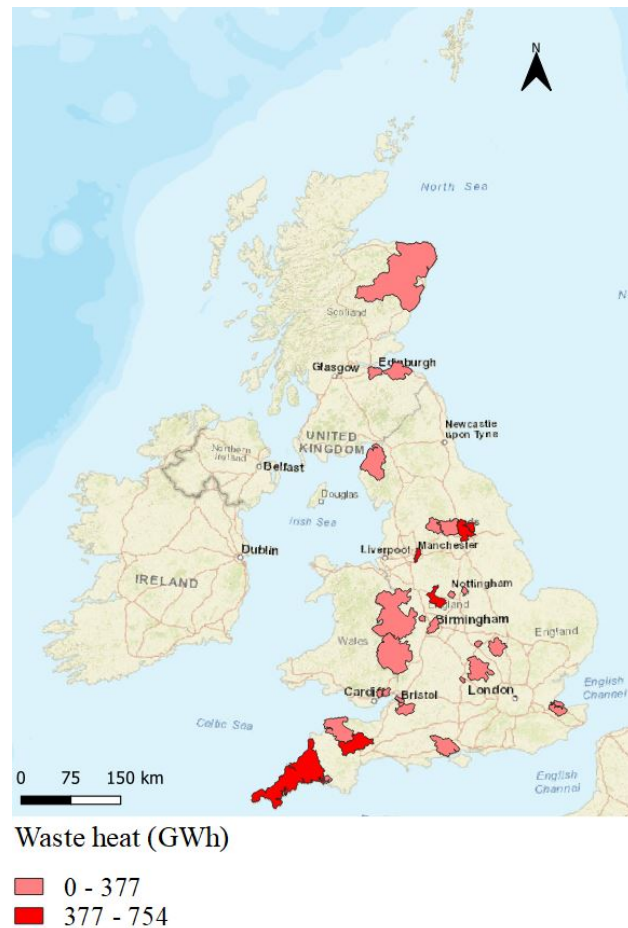 N
North Sea
Scotland
Glasgow
Edinburgh
Newcastle
upon Tyne
UNITED
KINGDOM
Northern
Ireland
Belfast
Douglas
Irish Sea
Dublin
Liverpool
Manchester
IRELAND
Nottingham
Birmingham
England
Wales
Cardiff
Bristol
London
English
Channel
Celtic Sea
0 75 150 km
English
Channel
Waste heat (GWh)
0 - 377
377 - 754